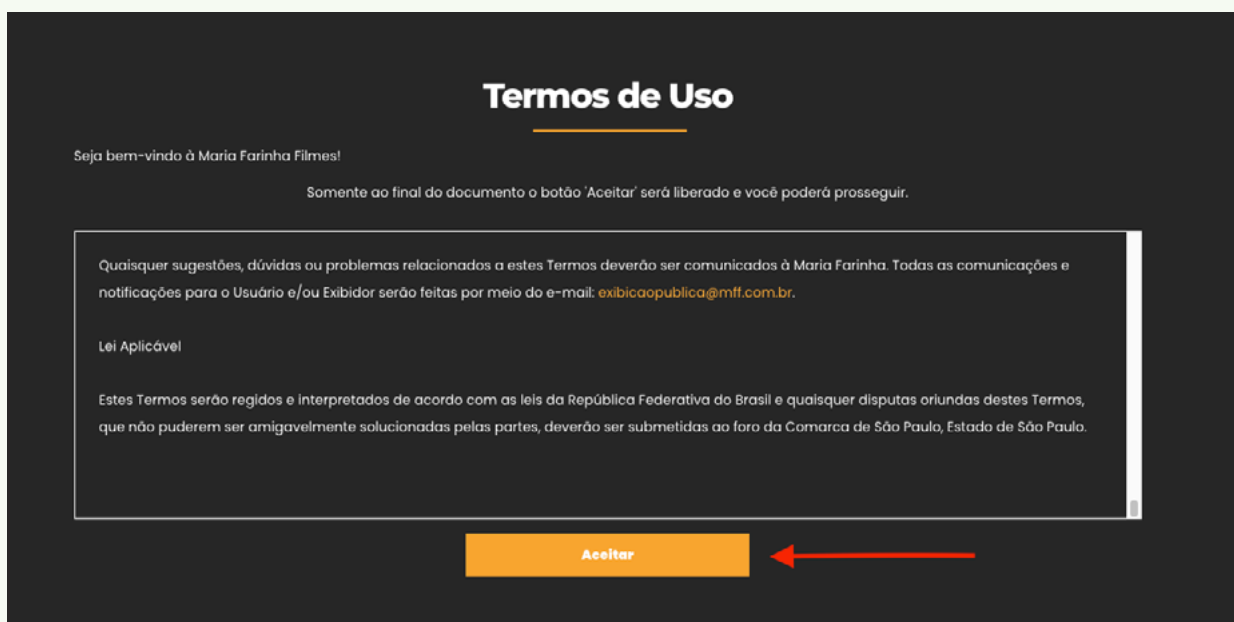 Termos de Uso
Seja bem-vindo à Maria Farinha Filmes!
Somente ao final do documento o botão 'Aceitar' será liberado e você poderá prosseguir.
Quaisquer sugestões, dúvidas ou problemas relacionados a estes Termos deverão ser comunicados à Maria Farinha. Todas as comunicações e
notificações para o Usuário e/ou Exibidor serão feitas por meio do e-mail: exibicaopublica@mff.com.br.
Lei Aplicável
Estes Termos serão regidos e interpretados de acordo com as leis da República Federativa do Brasil e quaisquer disputas oriundas destes Termos,
que não puderem ser amigavelmente solucionadas pelas partes, deverão ser submetidas ao foro da Comarca de São Paulo, Estado de São Paulo.
Aceitar